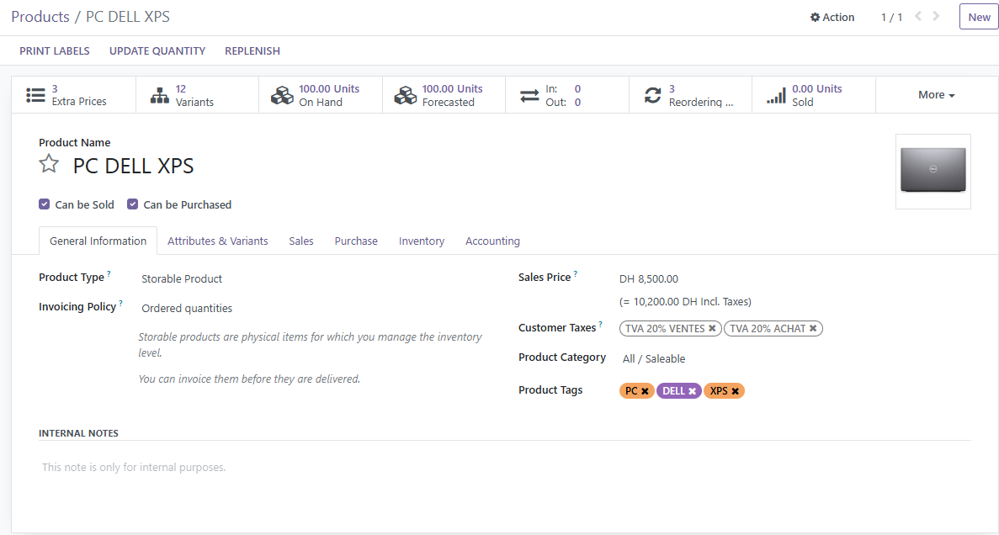 Products / PC DELL XPS
Action 1 / 1 New
PRINT LABELS UPDATE QUANTITY REPLENISH
3 Extra Prices
12 Variants
100.00 Units On Hand
100.00 Units Forecasted
In: 0
Out: 0
3 Reordering ...
0.00 Units Sold
More
Product Name
PC DELL XPS
Can be Sold Can be Purchased
General Information Attributes & Variants Sales Purchase Inventory Accounting
Product Type ? Storable Product
Invoicing Policy ? Ordered quantities
Storable products are physical items for which you manage the inventory
level.
You can invoice them before they are delivered.
Sales Price ? DH 8,500.00
(= 10,200.00 DH Incl. Taxes)
Customer Taxes ? TVA 20% VENTES TVA 20% ACHAT
Product Category All / Saleable
Product Tags PC DELL XPS
INTERNAL NOTES
This note is only for internal purposes.